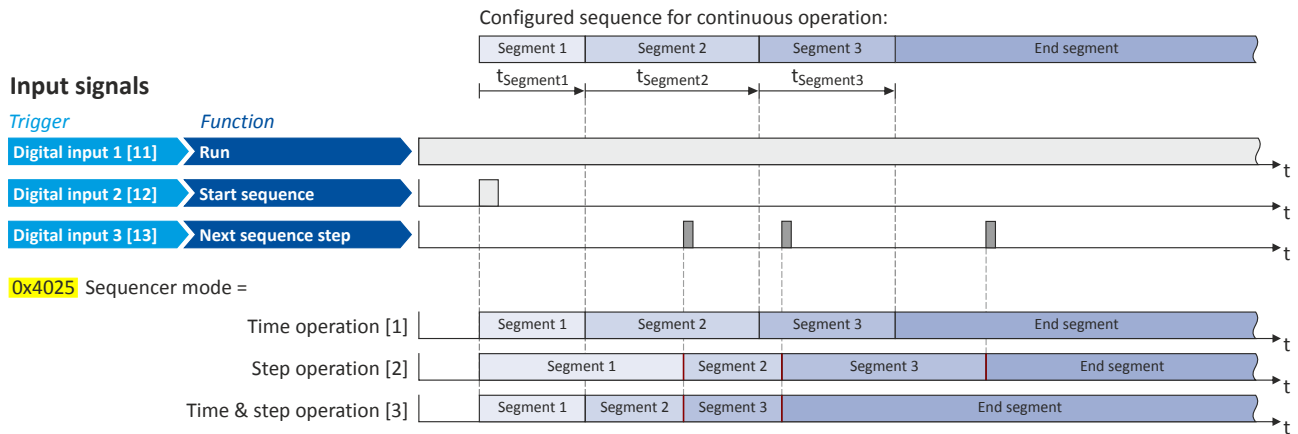 Configured sequence for continuous operation:
Segment 1 Segment 2 Segment 3 End segment
tSegment1 tSegment2 tSegment3
Input signals
Trigger Function
Digital input 1 [11] Run
t
Digital input 2 [12] Start sequence
t
Digital input 3 [13] Next sequence step
t
0x4025 Sequencer mode =
Time operation [1] Segment 1 Segment 2 Segment 3 End segment
t
Step operation [2] Segment 1 Segment 2 Segment 3 End segment
t
Time & step operation [3] Segment 1 Segment 2 Segment 3 End segment
t